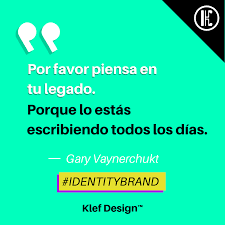 Por favor piensa en
tu legado.
Porque lo estás
escribiendo todos los días.
— Gary Vaynerchukt
#IDENTITYBRAND
Klef Design™